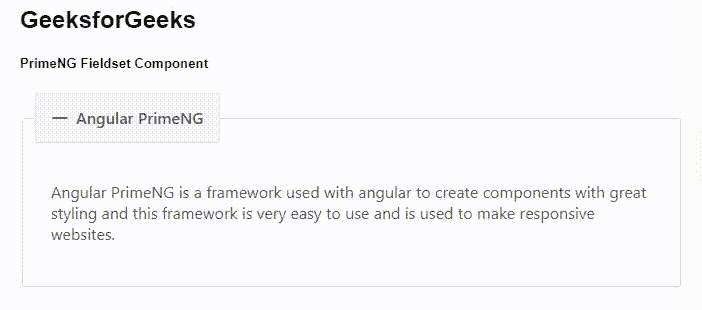 GeeksforGeeks
PrimeNG Fieldset Component
— Angular PrimeNG
Angular PrimeNG is a framework used with angular to create components with great
styling and this framework is very easy to use and is used to make responsive
websites.